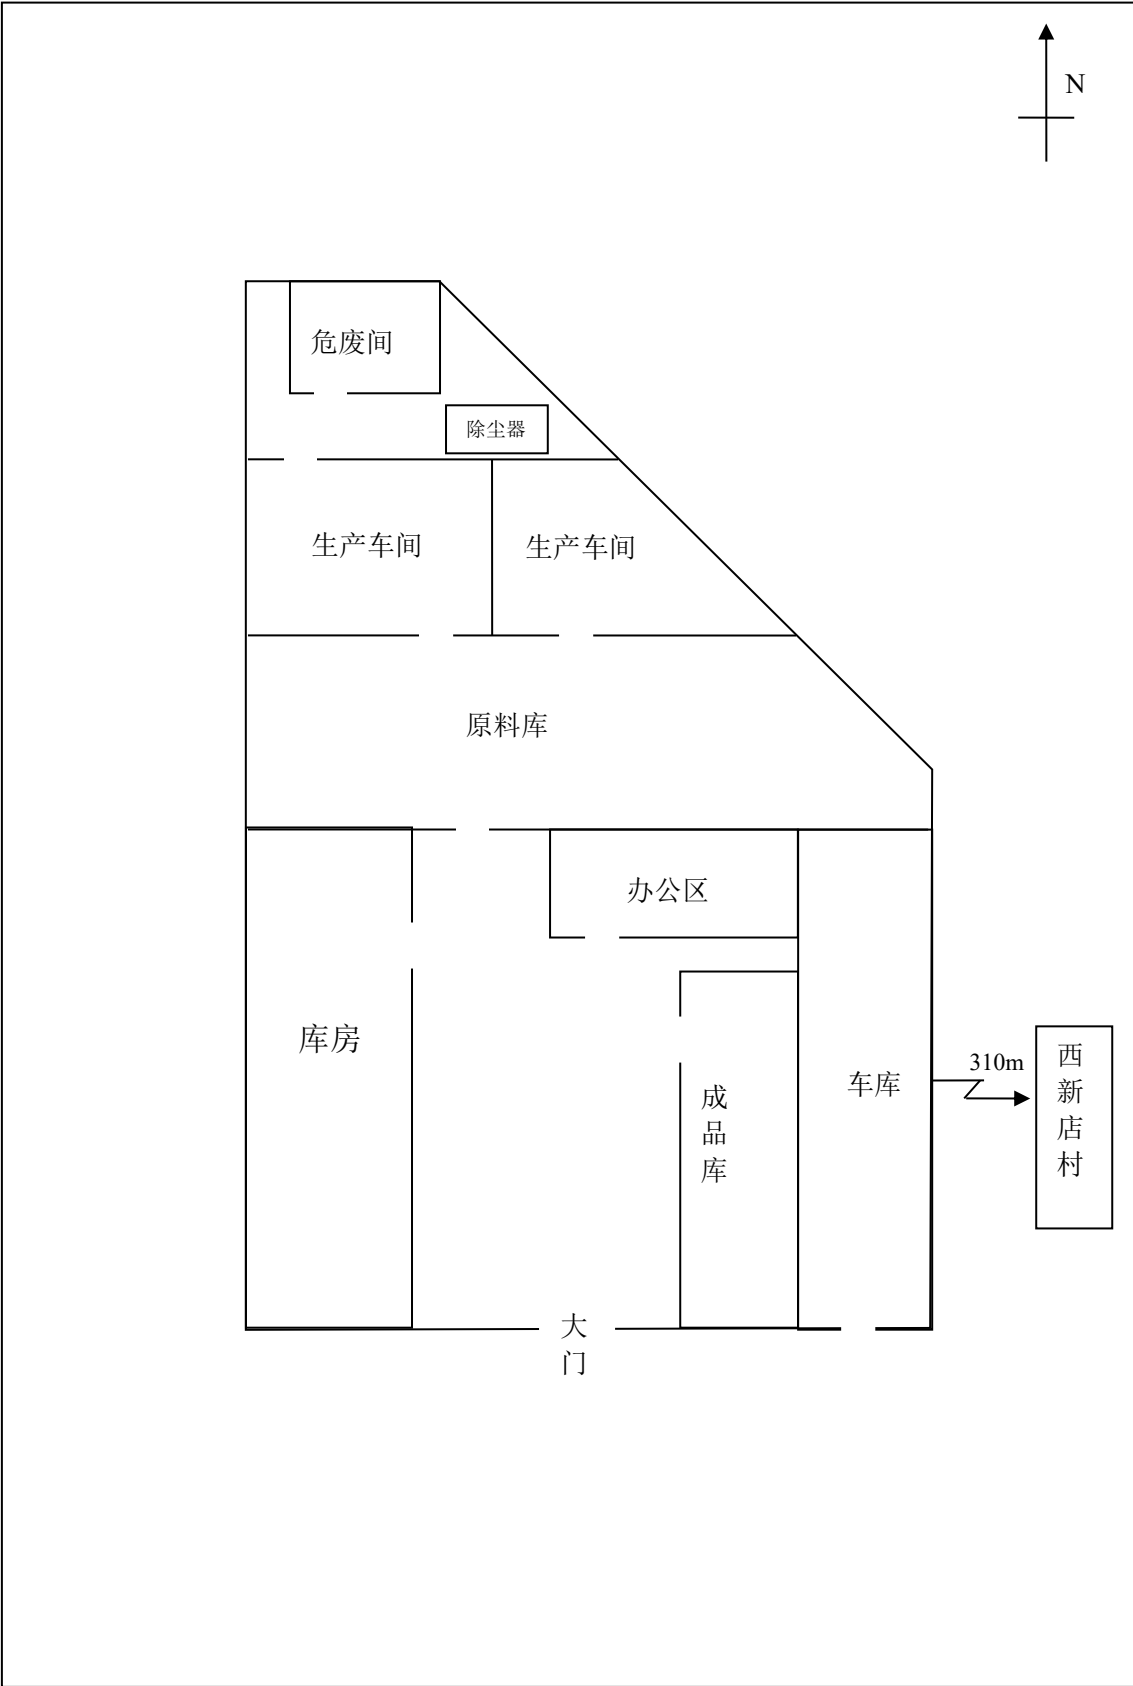 N
危废间
除尘器
生产车间
生产车间
原料库
办公区
库房
310m
西
新
店
村
车库
成
品
库
大
门